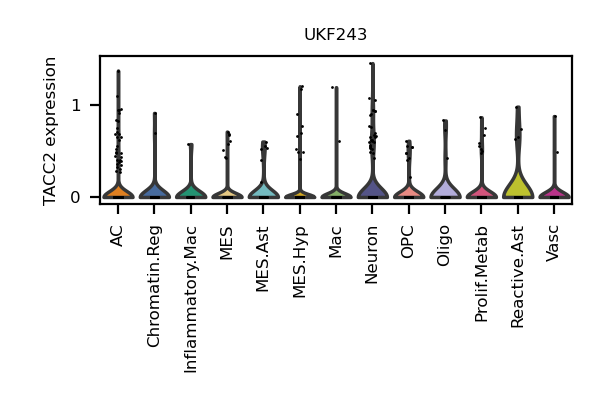 UKF243
TACC2 expression
1
0
AC
Chromatin.Reg
Inflammatory.Mac
MES
MES.Ast
MES.Hyp
Mac
Neuron
OPC
Oligo
Prolif.Metab
Reactive.Ast
Vasc